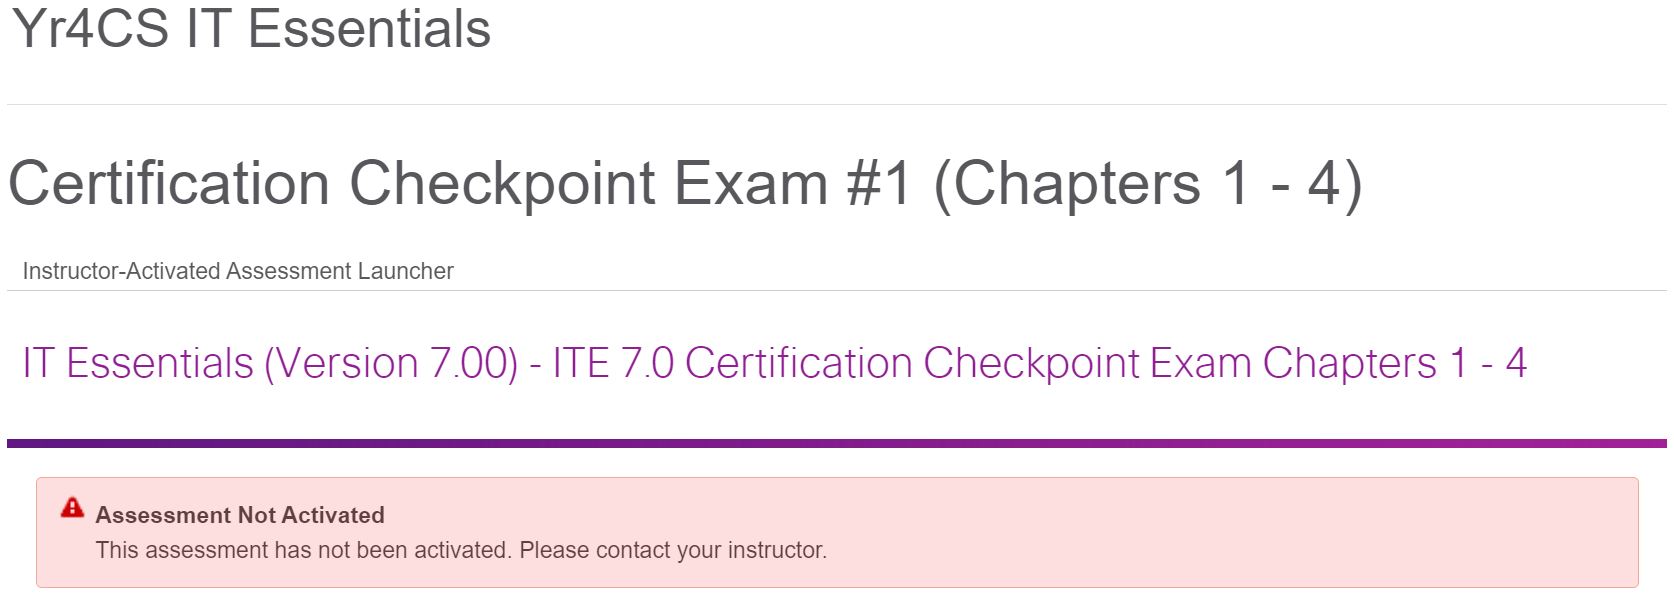 Yr4CS IT Essentials
Certification Checkpoint Exam #1 (Chapters 1 - 4)
Instructor-Activated Assessment Launcher
IT Essentials (Version 7.00) - ITE 7.0 Certification Checkpoint Exam Chapters 1 - 4
Assessment Not Activated
This assessment has not been activated. Please contact your instructor.